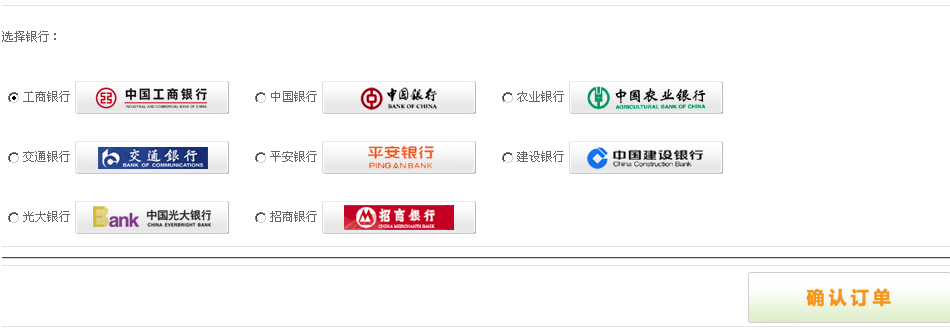 选择银行：
工商银行 中国工商银行 INDUSTRIAL AND COMMERCIAL BANK OF CHINA
中国银行 中国银行 BANK OF CHINA
农业银行 中国农业银行 AGRICULTURAL BANK OF CHINA
交通银行 交通銀行 BANK OF COMMUNICATIONS
平安银行 平安银行 PING AN BANK
建设银行 中国建设银行 China Construction Bank
光大银行 Bank 中国光大银行 CHINA EVERBRIGHT BANK
招商银行 招商银行 CHINA MERCHANTS BANK
确认订单